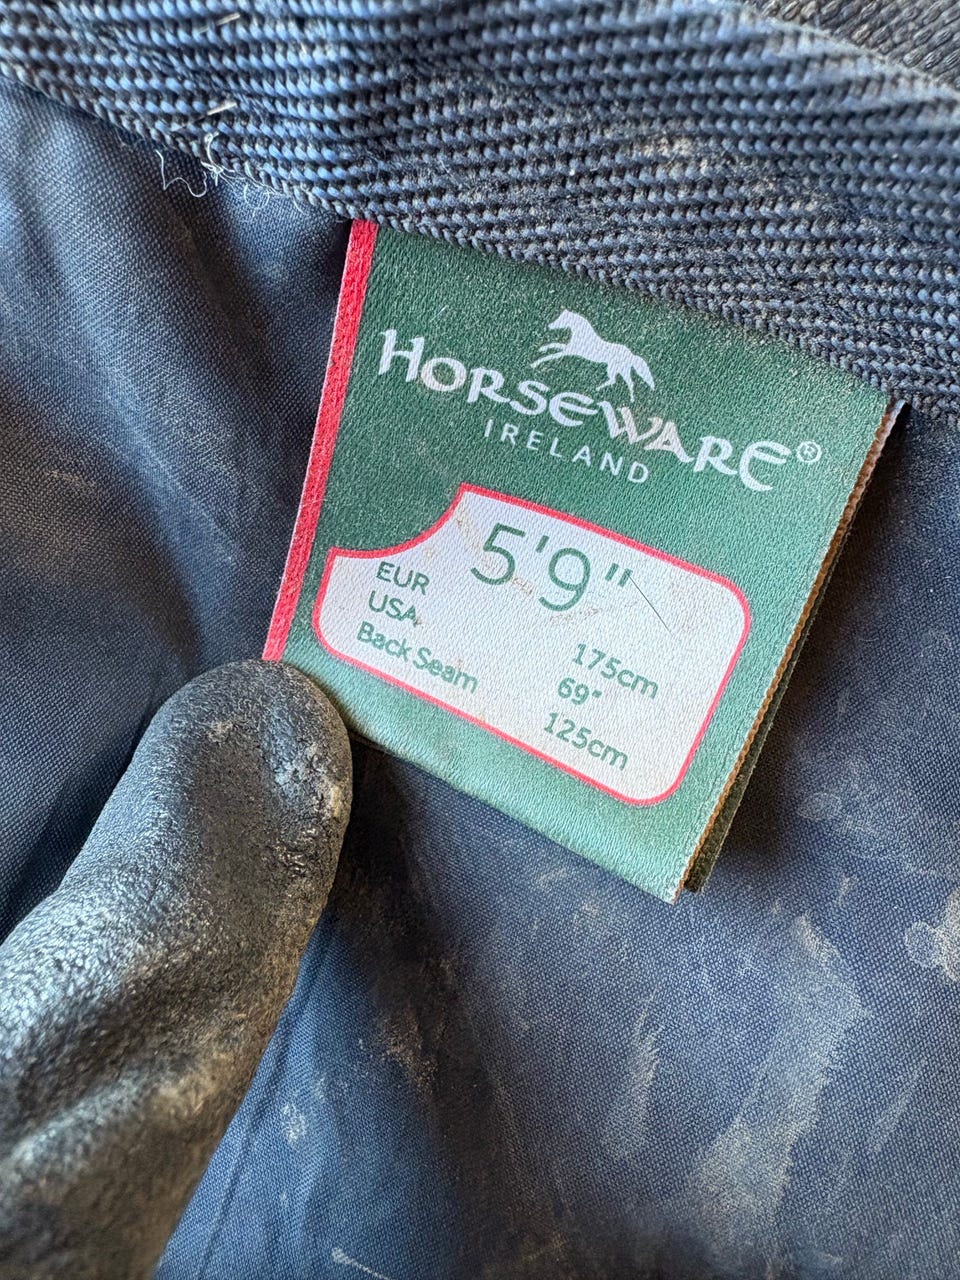 HORSEWARE®
IRELAND
5'9"
EUR 175cm
USA 69"
Back Seam 125cm